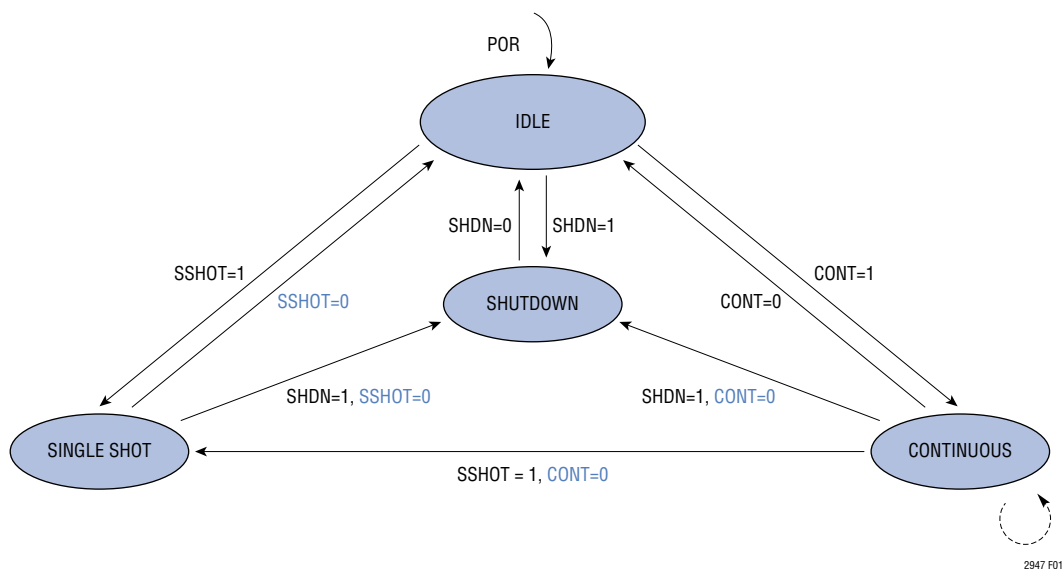 POR
IDLE
SHDN=0
SHDN=1
SSHOT=1
SSHOT=0
CONT=1
CONT=0
SHUTDOWN
SHDN=1, SSHOT=0
SHDN=1, CONT=0
SINGLE SHOT
CONTINUOUS
SSHOT = 1, CONT=0
2947 F01